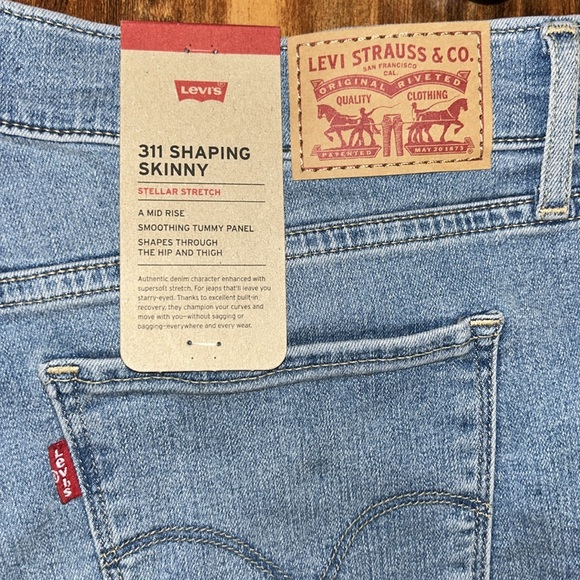 Levi's
311 SHAPING
SKINNY
STELLAR STRETCH
A MID RISE
SMOOTHING TUMMY PANEL
SHAPES THROUGH
THE HIP AND THIGH
Authentic denim character enhanced with
supersoft stretch. For jeans that'll leave you
starry-eyed. Thanks to excellent built-in
recovery, they champion your curves and
move with you—without sagging or
bagging—everywhere and every wear.
LEVI STRAUSS & CO.
SAN FRANCISCO
CAL.
ORIGINAL RIVETED
QUALITY CLOTHING
PATENTED MAY 20 1873
Levi's